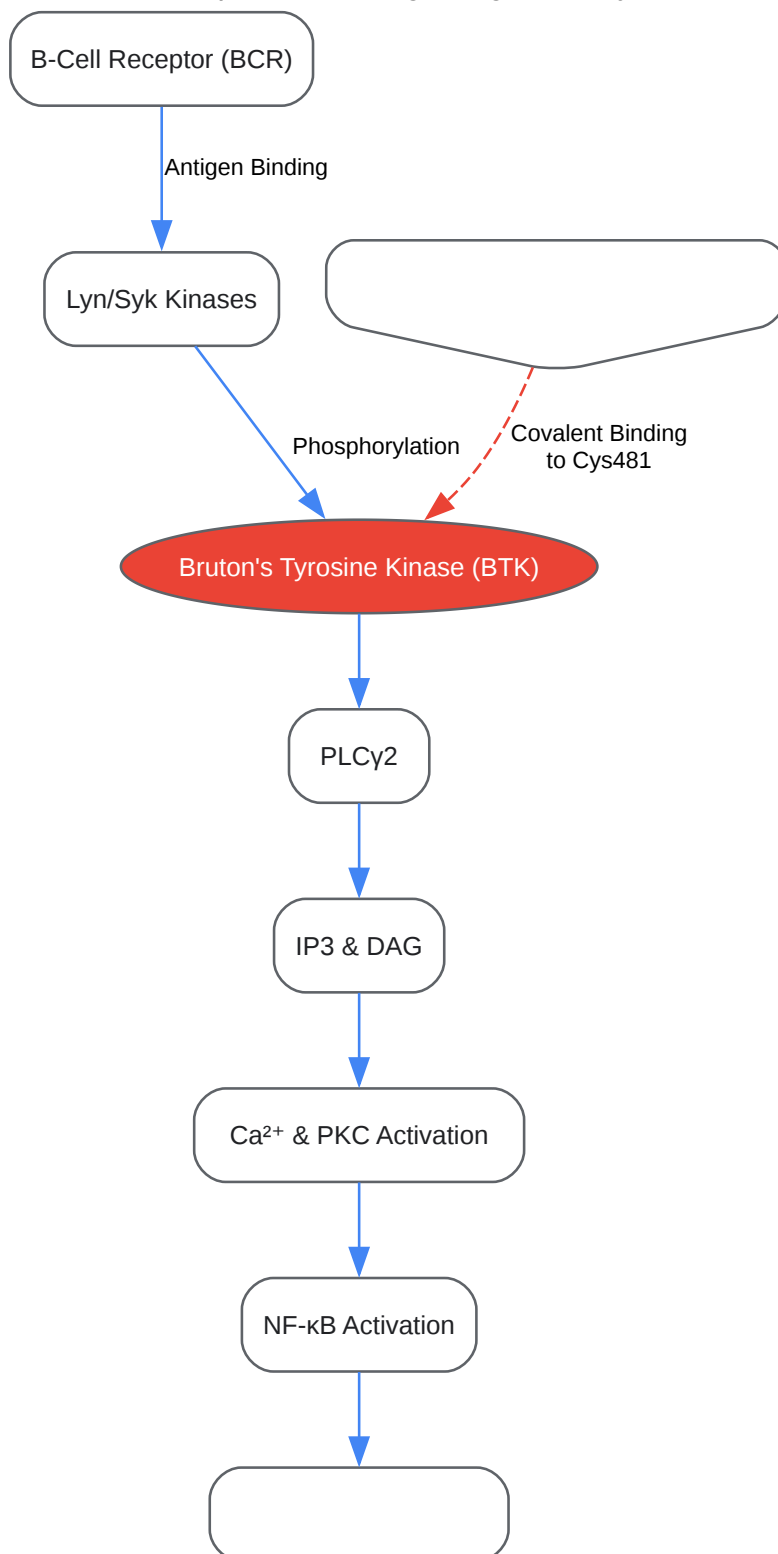 B-Cell Receptor (BCR)
Antigen Binding
Lyn/Syk Kinases
Phosphorylation
Covalent Binding
to Cys481
Bruton's Tyrosine Kinase (BTK)
PLCγ2
IP3 & DAG
Ca²⁺ & PKC Activation
NF-κB Activation